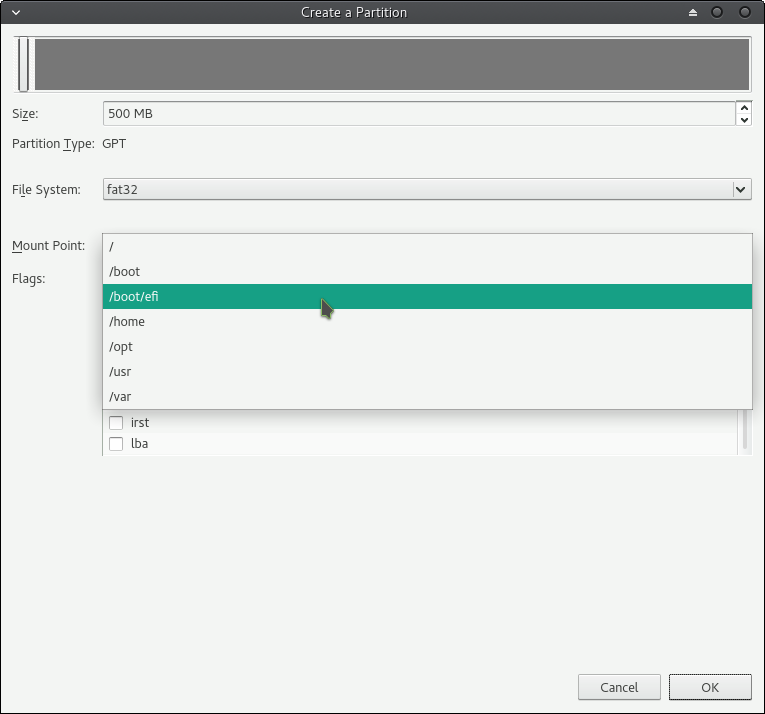 Create a Partition
Size: 500 MB
Partition Type: GPT
File System: fat32
Mount Point: /
/boot
Flags:
/boot/efi
/home
/opt
/usr
/var
irst
lba
Cancel OK